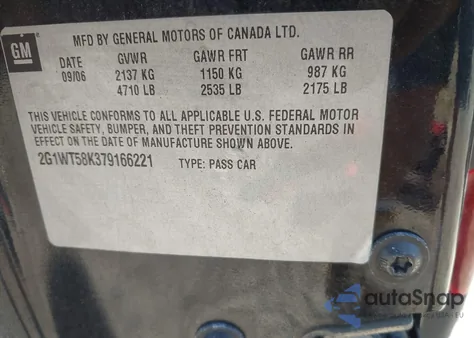 GM
MFD BY GENERAL MOTORS OF CANADA LTD.
DATE GVWR GAWR FRT GAWR RR
09/06 2137 KG 1150 KG 987 KG
4710 LB 2535 LB 2175 LB
THIS VEHICLE CONFORMS TO ALL APPLICABLE U.S. FEDERAL MOTOR
VEHICLE SAFETY, BUMPER, AND THEFT PREVENTION STANDARDS IN
EFFECT ON THE DATE OF MANUFACTURE SHOWN ABOVE.
2G1WT58K379166221 TYPE: PASS CAR
autoSnap